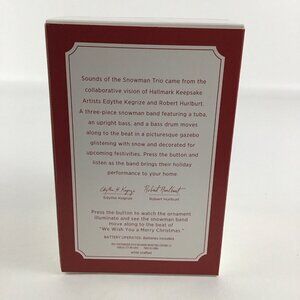 Sounds of the Snowman Trio came from the
collaborative vision of Hallmark Keepsake
Artists Edythe Kegrize and Robert Hurlburt.
A three-piece snowman band featuring a tuba,
an upright bass, and a bass drum moves
along to the beat in a picturesque gazebo
glistening with snow and decorated for
upcoming festivities. Press the button and
listen as the band brings their holiday
performance to your home.
Edythe Kegrize
Robert Hurlburt
Press the button to watch the ornament
illuminate and see the snowman band
move along to the beat of
"We Wish You a Merry Christmas."
BATTERY-OPERATED. Batteries included.
artist crafted